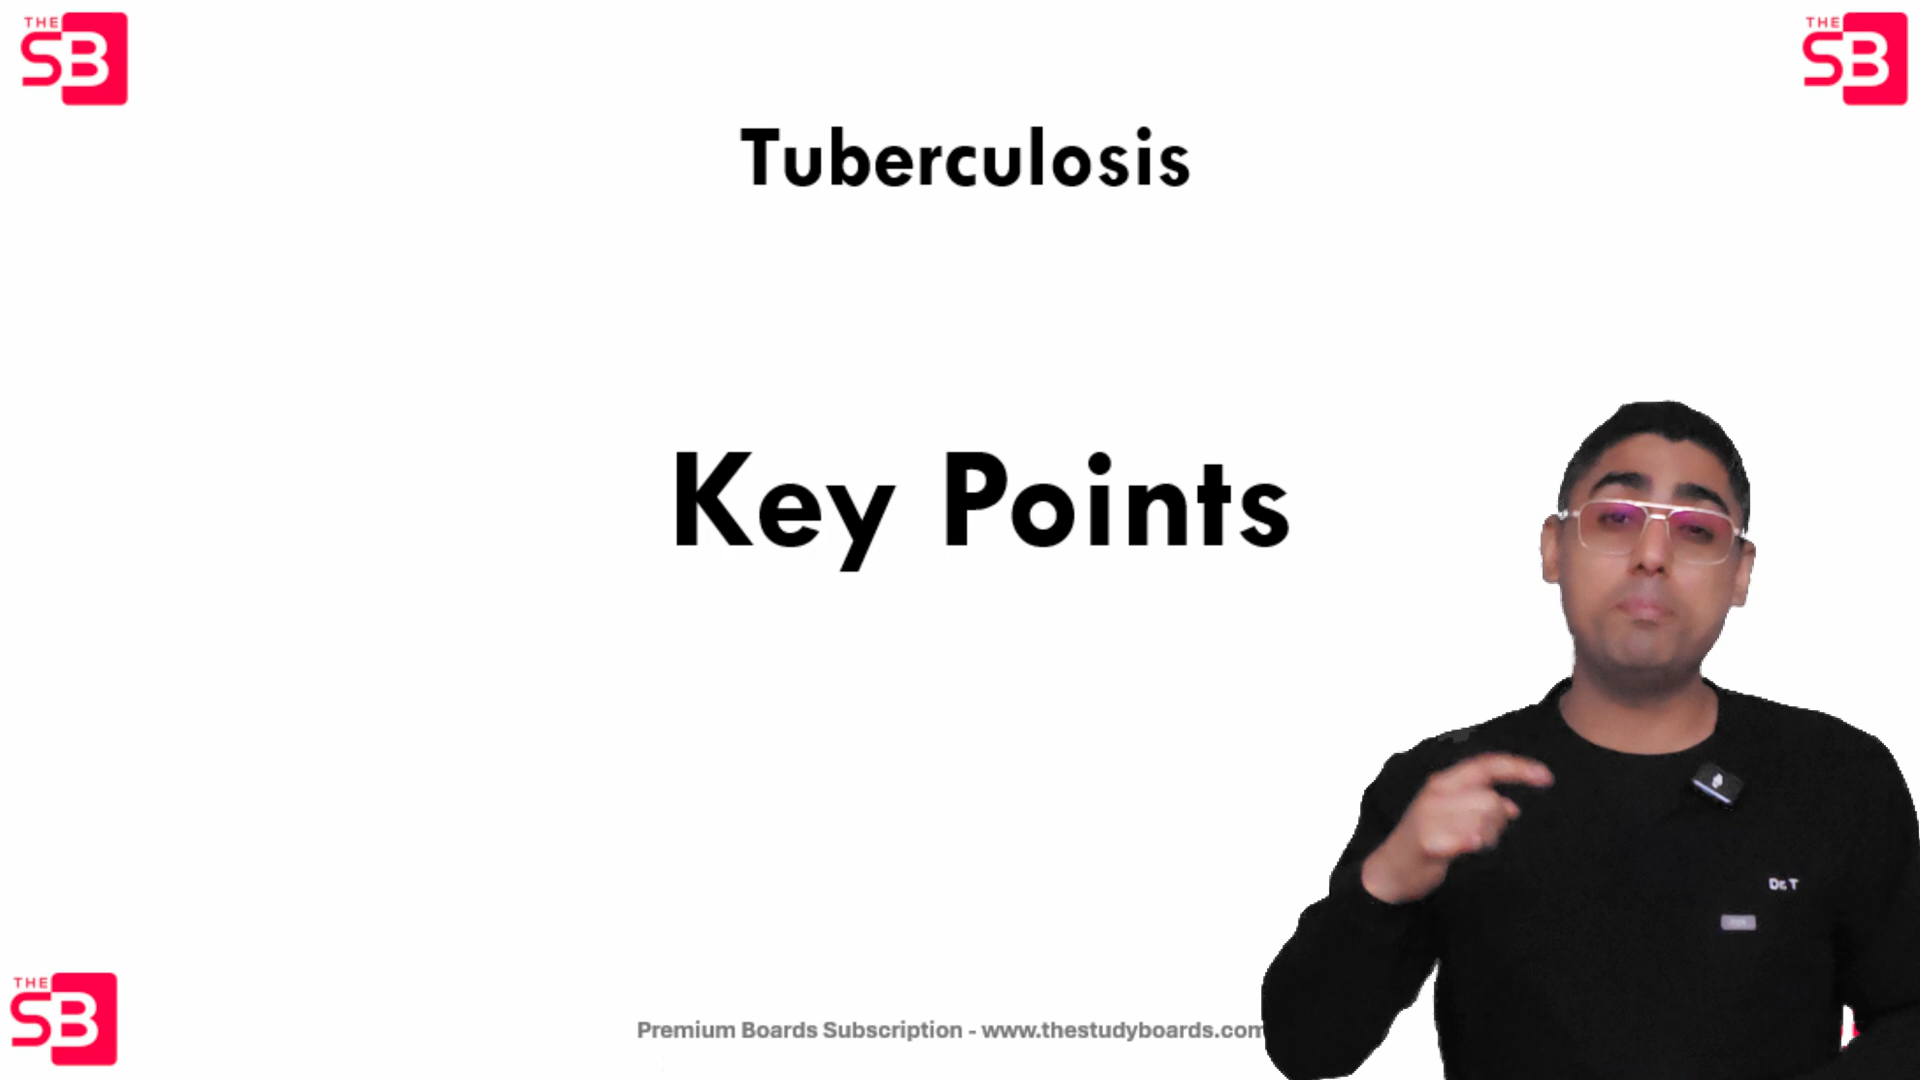 THE
SB
THE
SB
Tuberculosis
Key Points
Dr. T
THE
SB
Premium Boards Subscription - www.thestudyboards.com